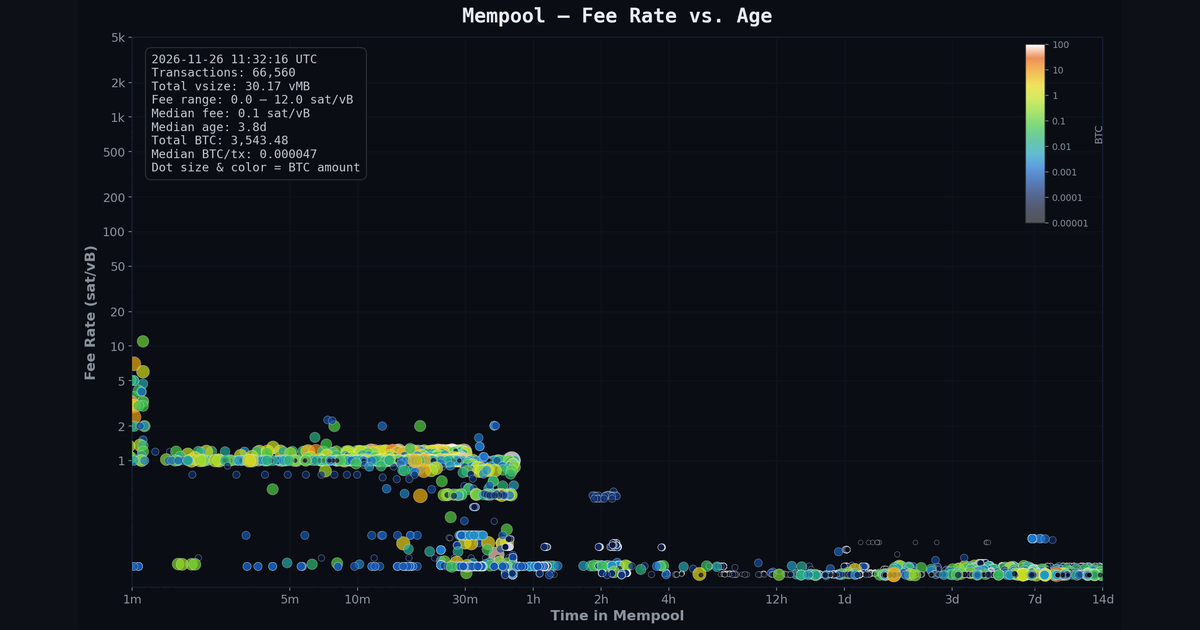 Mempool — Fee Rate vs. Age
2026-11-26 11:32:16 UTC
Transactions: 66,560
Total vsize: 30.17 vMB
Fee range: 0.0 – 12.0 sat/vB
Median fee: 0.1 sat/vB
Median age: 3.8d
Total BTC: 3,543.48
Median BTC/tx: 0.000047
Dot size & color = BTC amount
100
10
1
0.1
0.01
0.001
0.0001
0.00001
BTC
Fee Rate (sat/vB)
5k
2k
1k
500
200
100
50
20
10
5
2
1
1m
5m
10m
30m
1h
2h
4h
12h
1d
3d
7d
14d
Time in Mempool